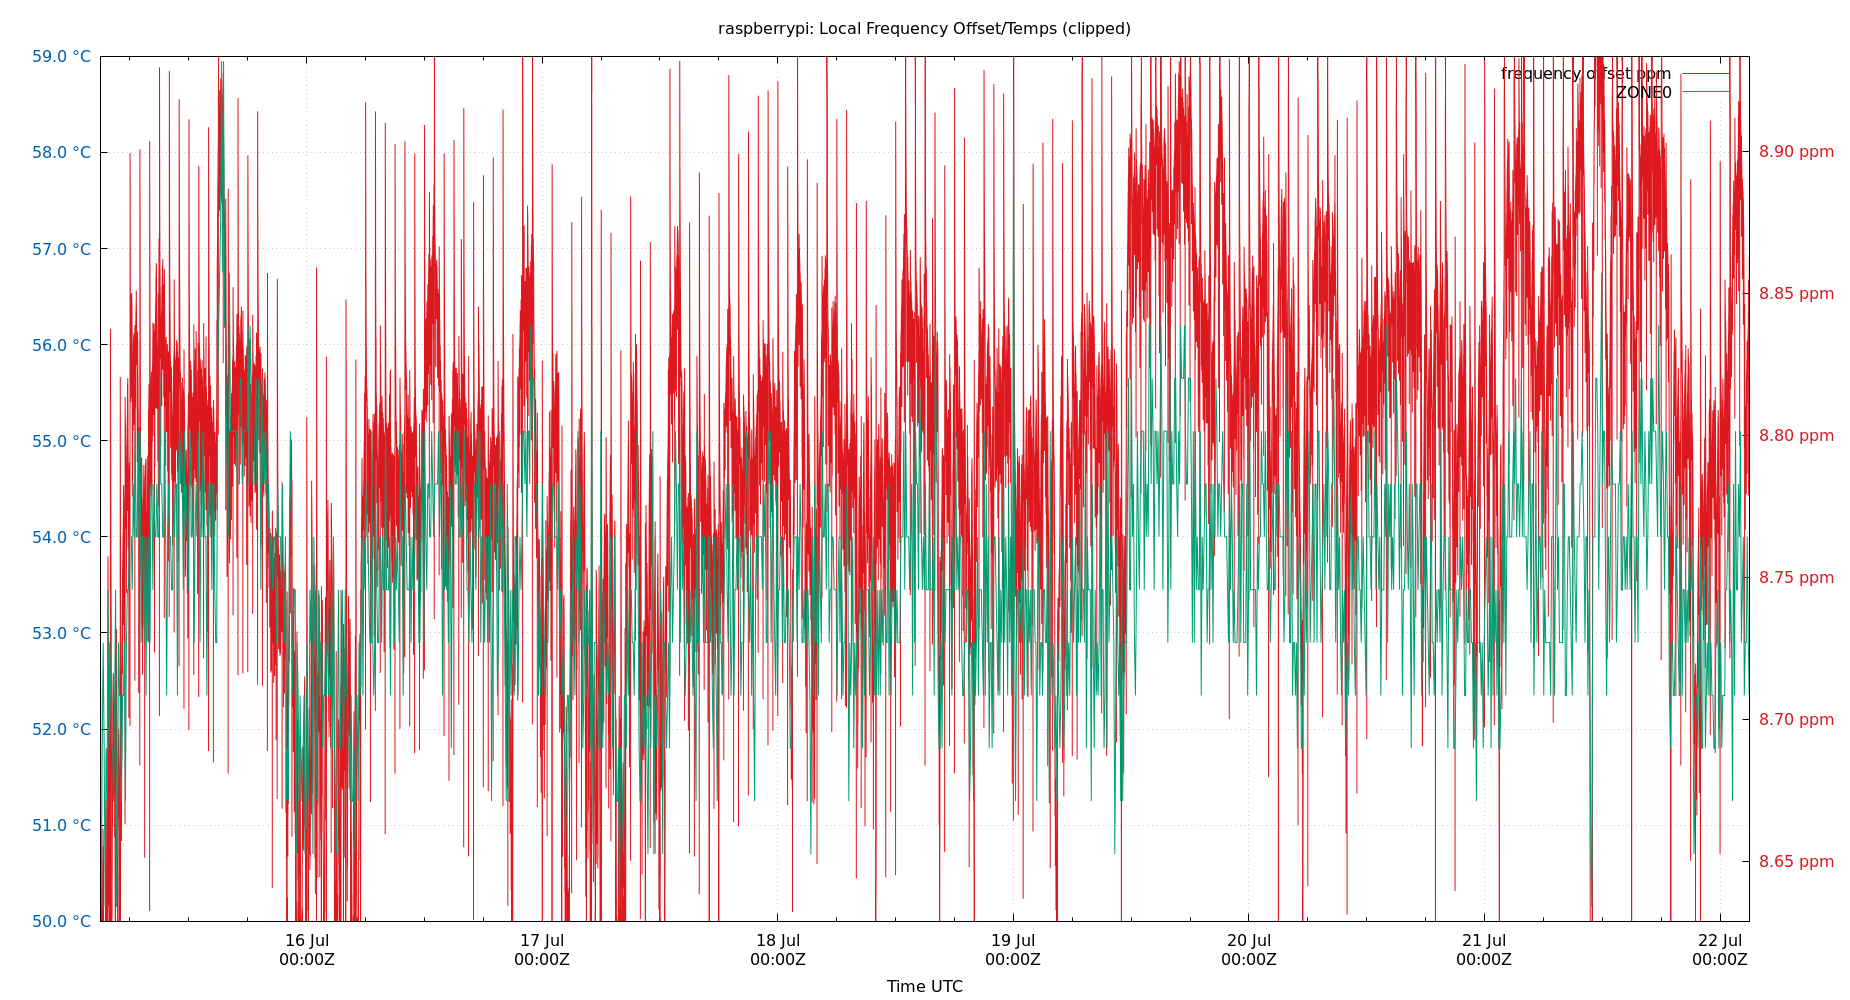 raspberrypi: Local Frequency Offset/Temps (clipped)
59.0 °C
58.0 °C
57.0 °C
56.0 °C
55.0 °C
54.0 °C
53.0 °C
52.0 °C
51.0 °C
50.0 °C
frequency offset ppm
ZONE0
8.90 ppm
8.85 ppm
8.80 ppm
8.75 ppm
8.70 ppm
8.65 ppm
16 Jul
00:00Z
17 Jul
00:00Z
18 Jul
00:00Z
19 Jul
00:00Z
20 Jul
00:00Z
21 Jul
00:00Z
22 Jul
00:00Z
Time UTC